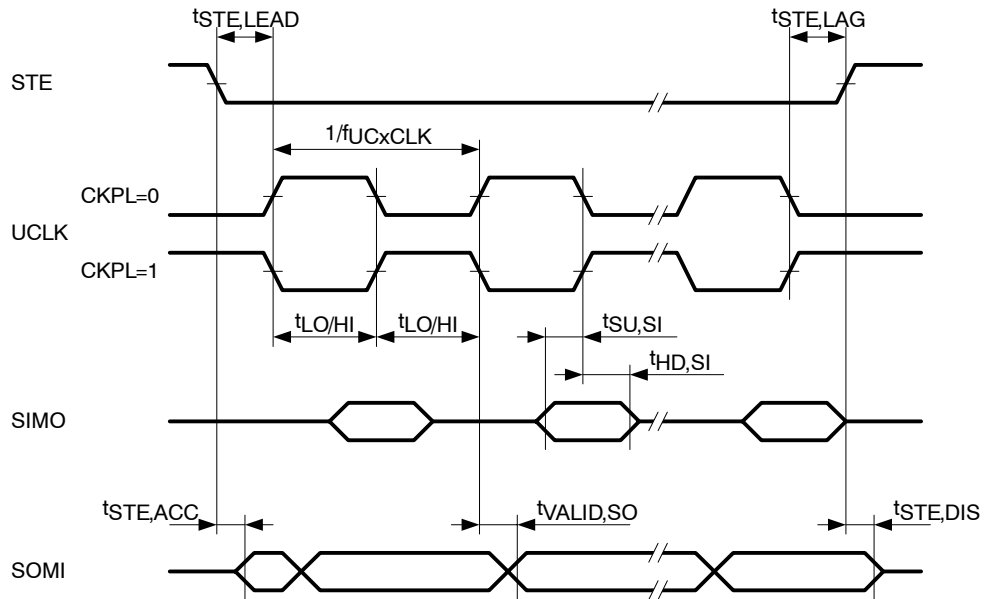 tSTE,LEAD
tSTE,LAG
STE
1/fUCxCLK
CKPL=0
UCLK
CKPL=1
tLO/HI
tLO/HI
tSU,SI
tHD,SI
SIMO
tSTE,ACC
tVALID,SO
tSTE,DIS
SOMI